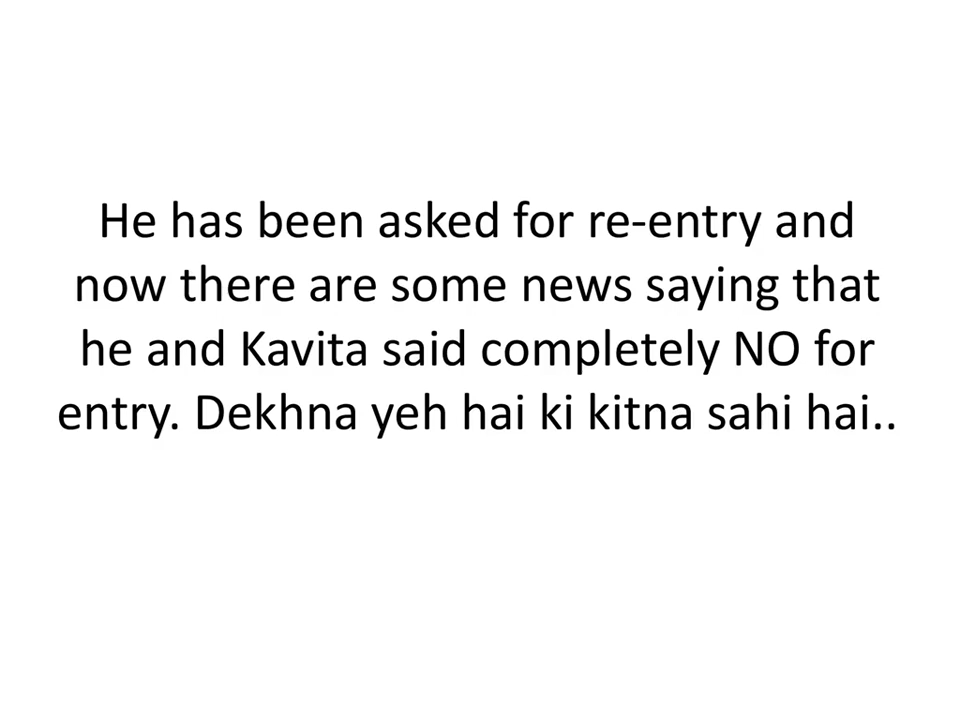 He has been asked for re-entry and
now there are some news saying that
he and Kavita said completely NO for
entry. Dekhna yeh hai ki kitna sahi hai..